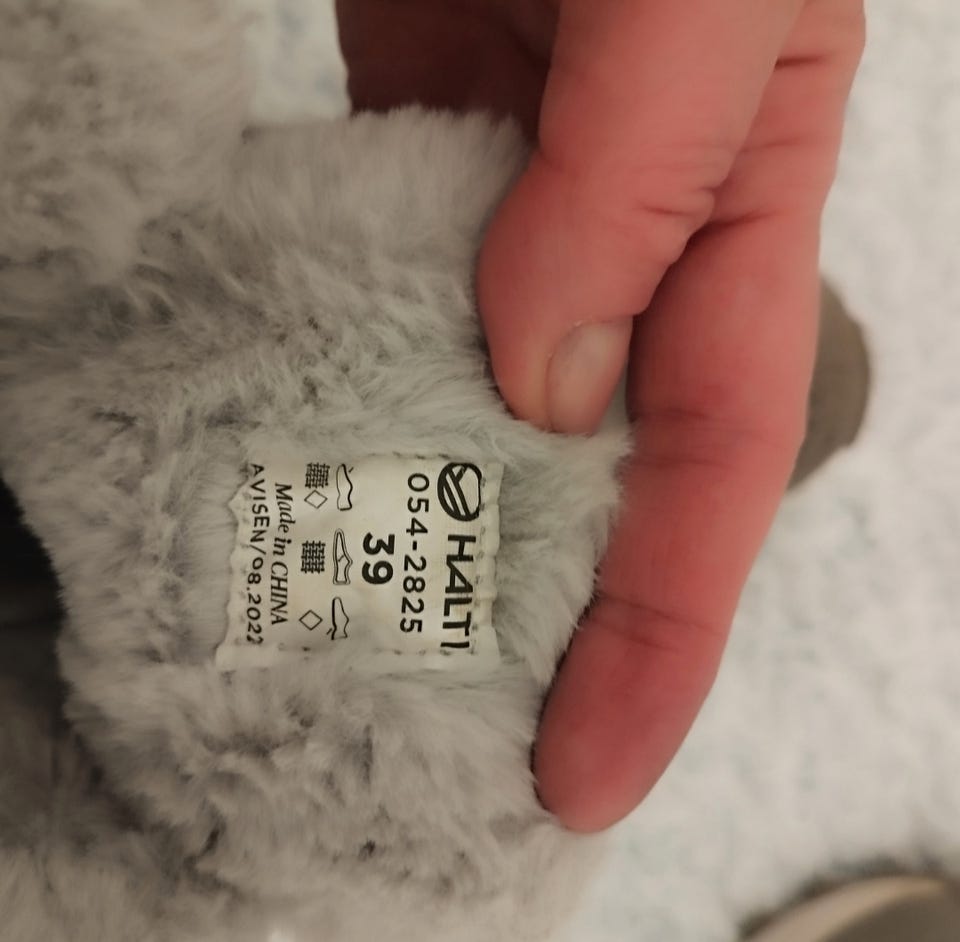 HALTI
054-2825
39
Made in CHINA
AVISEN/08.2022